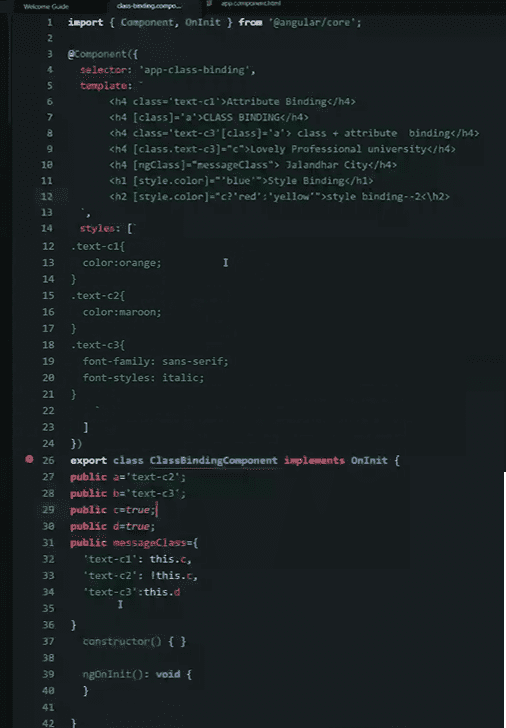 Welcome Guide class-binding.compo... app.component.html
1 import { Component, OnInit } from '@angular/core';
2
3 @Component({
4 selector: 'app-class-binding',
5 template: `
6 <h4 class='text-c1'>Attribute Binding</h4>
7 <h4 [class]='a'>CLASS BINDING</h4>
8 <h4 class='text-c3'[class]='a'> class + attribute binding</h4>
9 <h4 [class.text-c3]="c">Lovely Professional university</h4>
10 <h4 [ngClass]="messageClass"> Jalandhar City</h4>
11 <h1 [style.color]="'blue'">Style Binding</h1>
12 <h2 [style.color]="c?'red':'yellow'">style binding--2<\h2>
13 `,
14 styles: [`
12 .text-c1{
13 color:orange;
14 }
15 .text-c2{
16 color:maroon;
17 }
18 .text-c3{
19 font-family: sans-serif;
20 font-styles: italic;
21 }
22 `
23 ]
24 })
26 export class ClassBindingComponent implements OnInit {
27 public a='text-c2';
28 public b='text-c3';
29 public c=true;
30 public d=true;
31 public messageClass={
32 'text-c1': this.c,
33 'text-c2': !this.c,
34 'text-c3':this.d
35
36 }
37 constructor() { }
38
39 ngOnInit(): void {
40 }
41
42 }